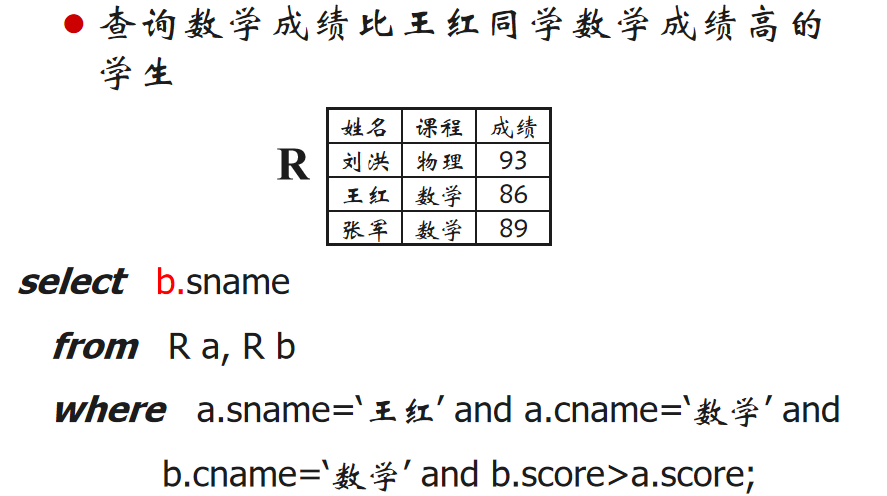 查询数学成绩比王红同学数学成绩高的
学生
R
姓名 课程 成绩
刘洪 物理 93
王红 数学 86
张军 数学 89
select b.sname
from R a, R b
where a.sname=‘王红’ and a.cname=‘数学’ and
b.cname=‘数学’ and b.score>a.score;